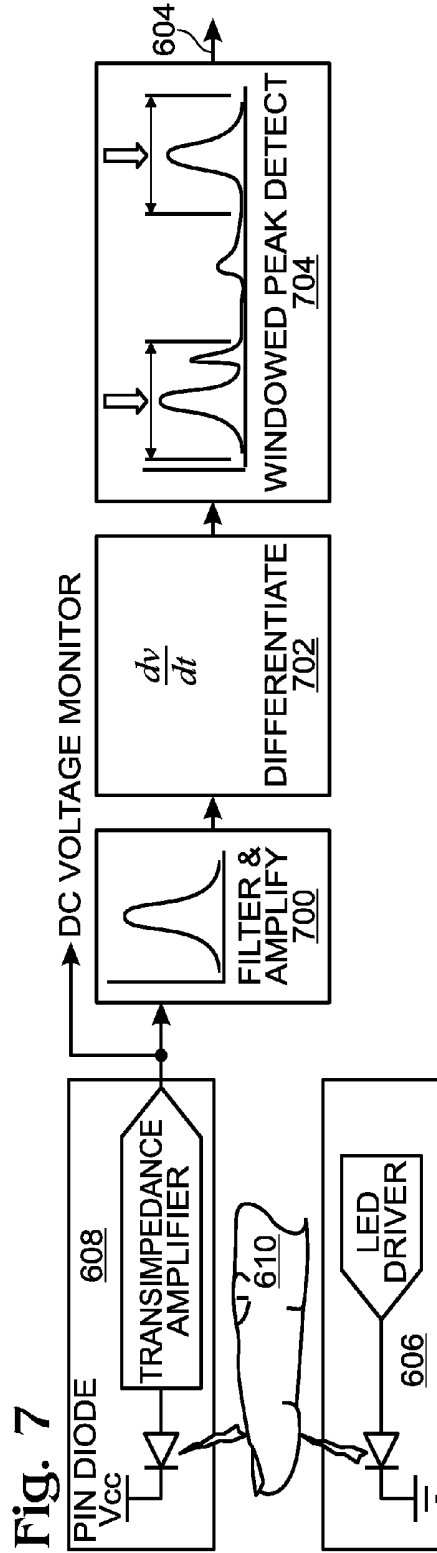 Fig. 7
PIN DIODE
Vcc
608
TRANSIMPEDANCE
AMPLIFIER
DC VOLTAGE MONITOR
610
LED
DRIVER
606
FILTER &
AMPLIFY
700
dv
dt
DIFFERENTIATE
702
WINDOWED PEAK DETECT
704
604